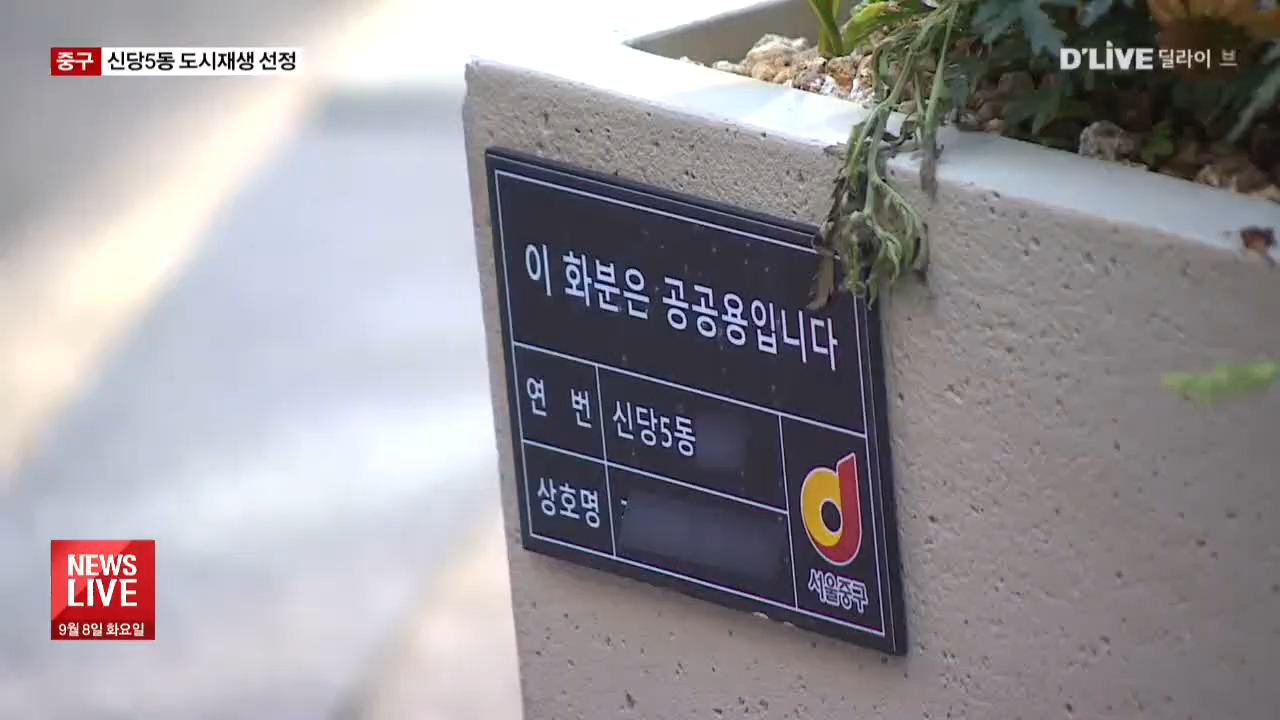 중구 신당5동 도시재생 선정
D'LIVE 딜라이브
이 화분은 공공용입니다
연 번 신당5동
상호명
서울중구
NEWS
LIVE
9월 8일 화요일